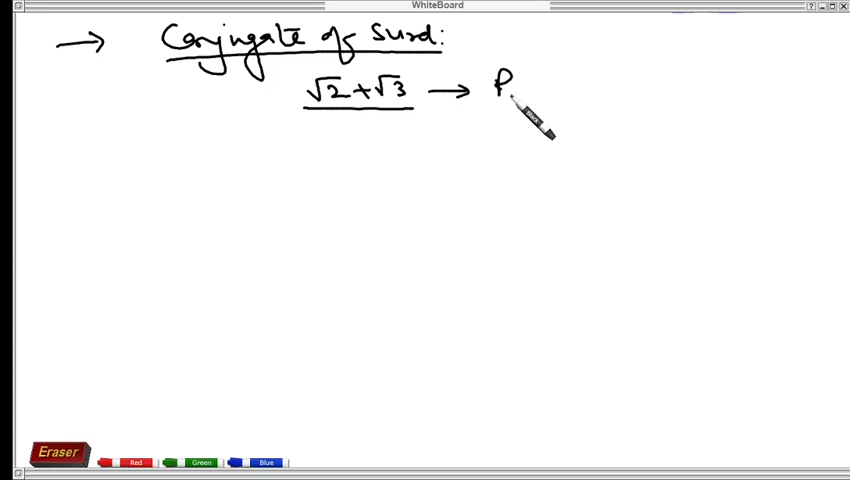 WhiteBoard
→ Conjugate of Surd:
√2 + √3 → P
Eraser
Red Green Blue